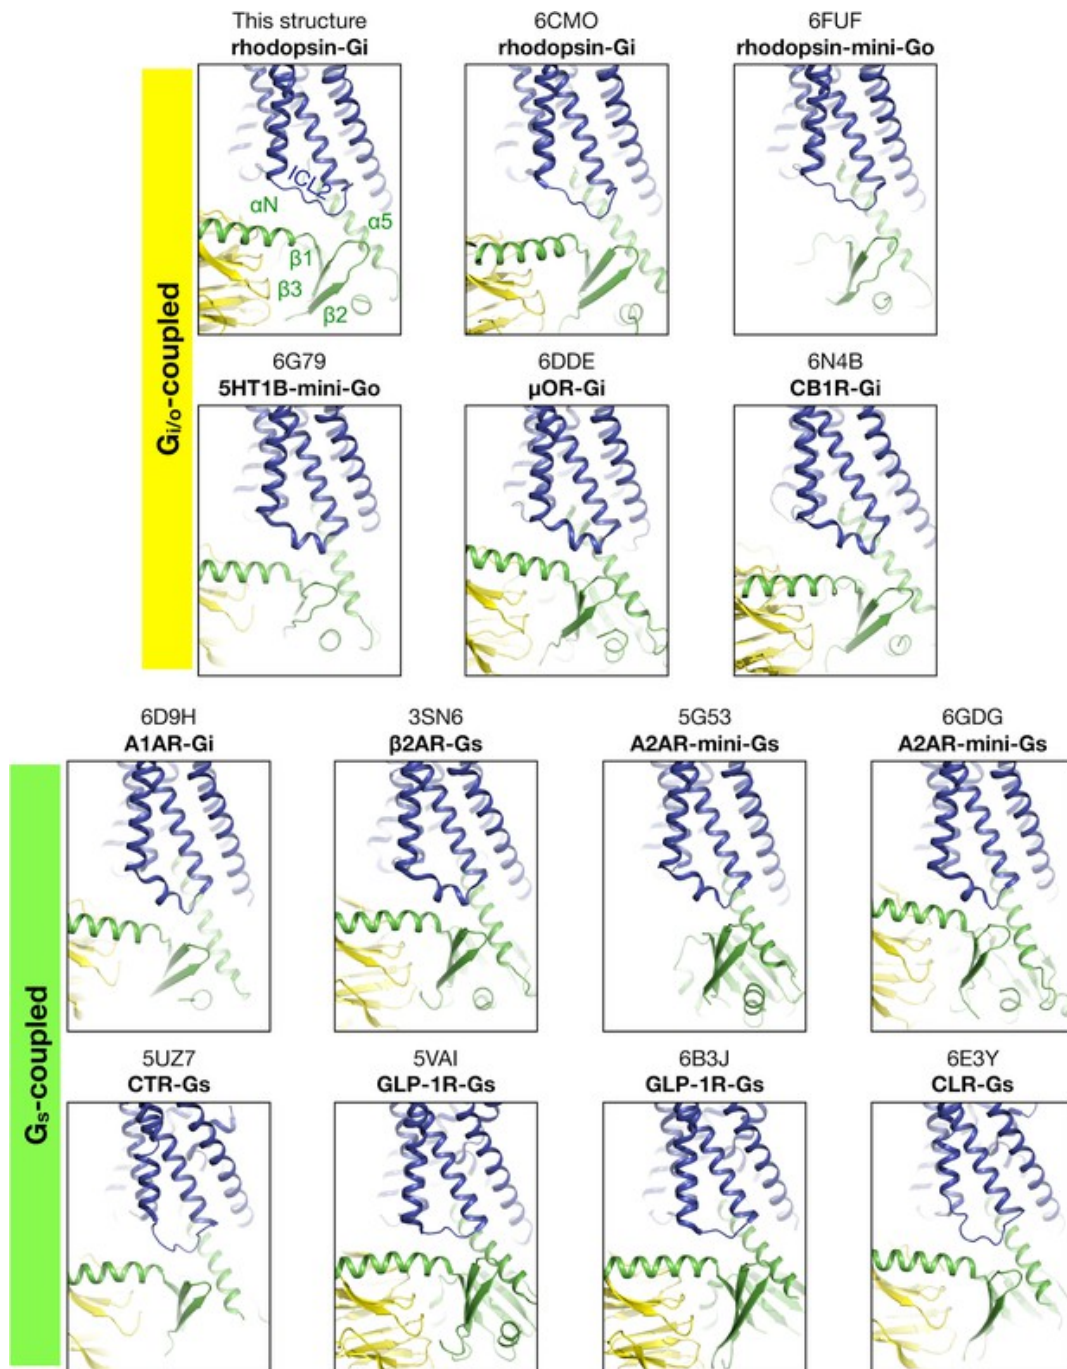 This structure
rhodopsin-Gi
6CMO
rhodopsin-Gi
6FUF
rhodopsin-mini-Go
Gi/o-coupled
ICL2
αN
α5
β1
β3
β2
6G79
5HT1B-mini-Go
6DDE
μOR-Gi
6N4B
CB1R-Gi
Gs-coupled
6D9H
A1AR-Gi
3SN6
β2AR-Gs
5G53
A2AR-mini-Gs
6GDG
A2AR-mini-Gs
5UZ7
CTR-Gs
5VAI
GLP-1R-Gs
6B3J
GLP-1R-Gs
6E3Y
CLR-Gs